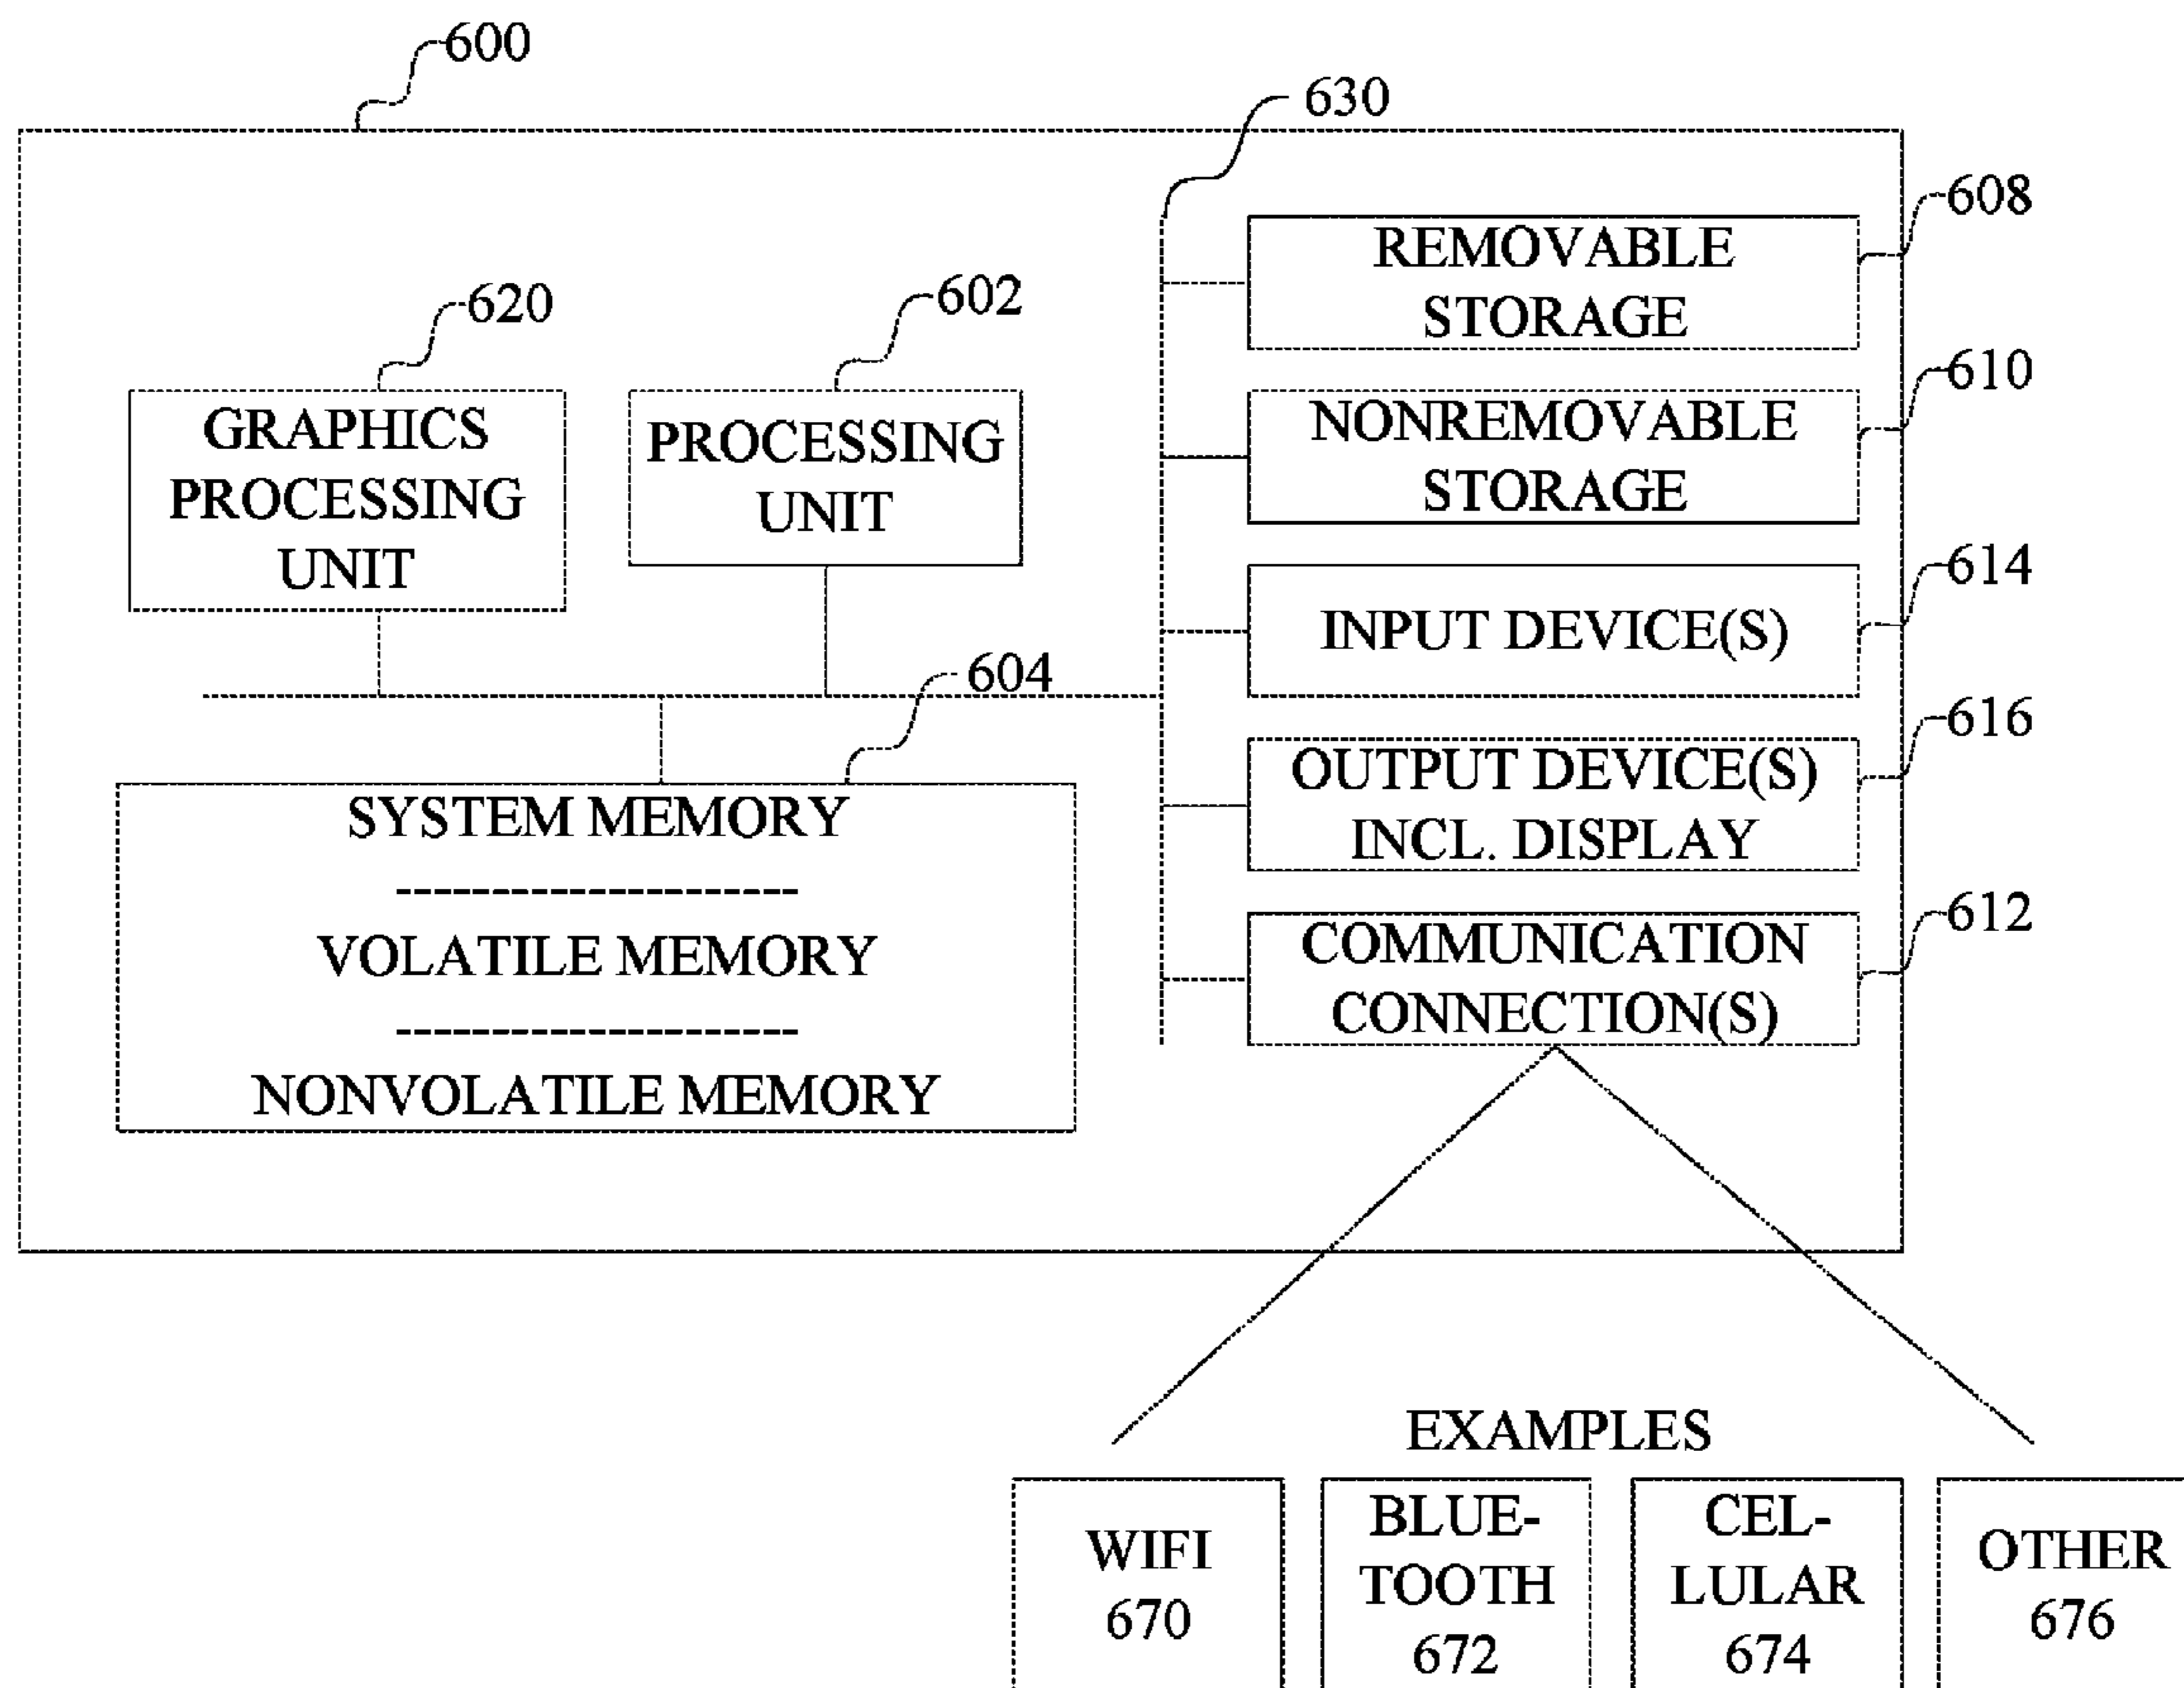 600
630
608
REMOVABLE
STORAGE
620
602
610
GRAPHICS
PROCESSING
UNIT
PROCESSING
UNIT
NONREMOVABLE
STORAGE
614
INPUT DEVICE(S)
604
616
SYSTEM MEMORY
--------------------
VOLATILE MEMORY
--------------------
NONVOLATILE MEMORY
OUTPUT DEVICE(S)
INCL. DISPLAY
612
COMMUNICATION
CONNECTION(S)
EXAMPLES
WIFI
670
BLUE-
TOOTH
672
CEL-
LULAR
674
OTHER
676